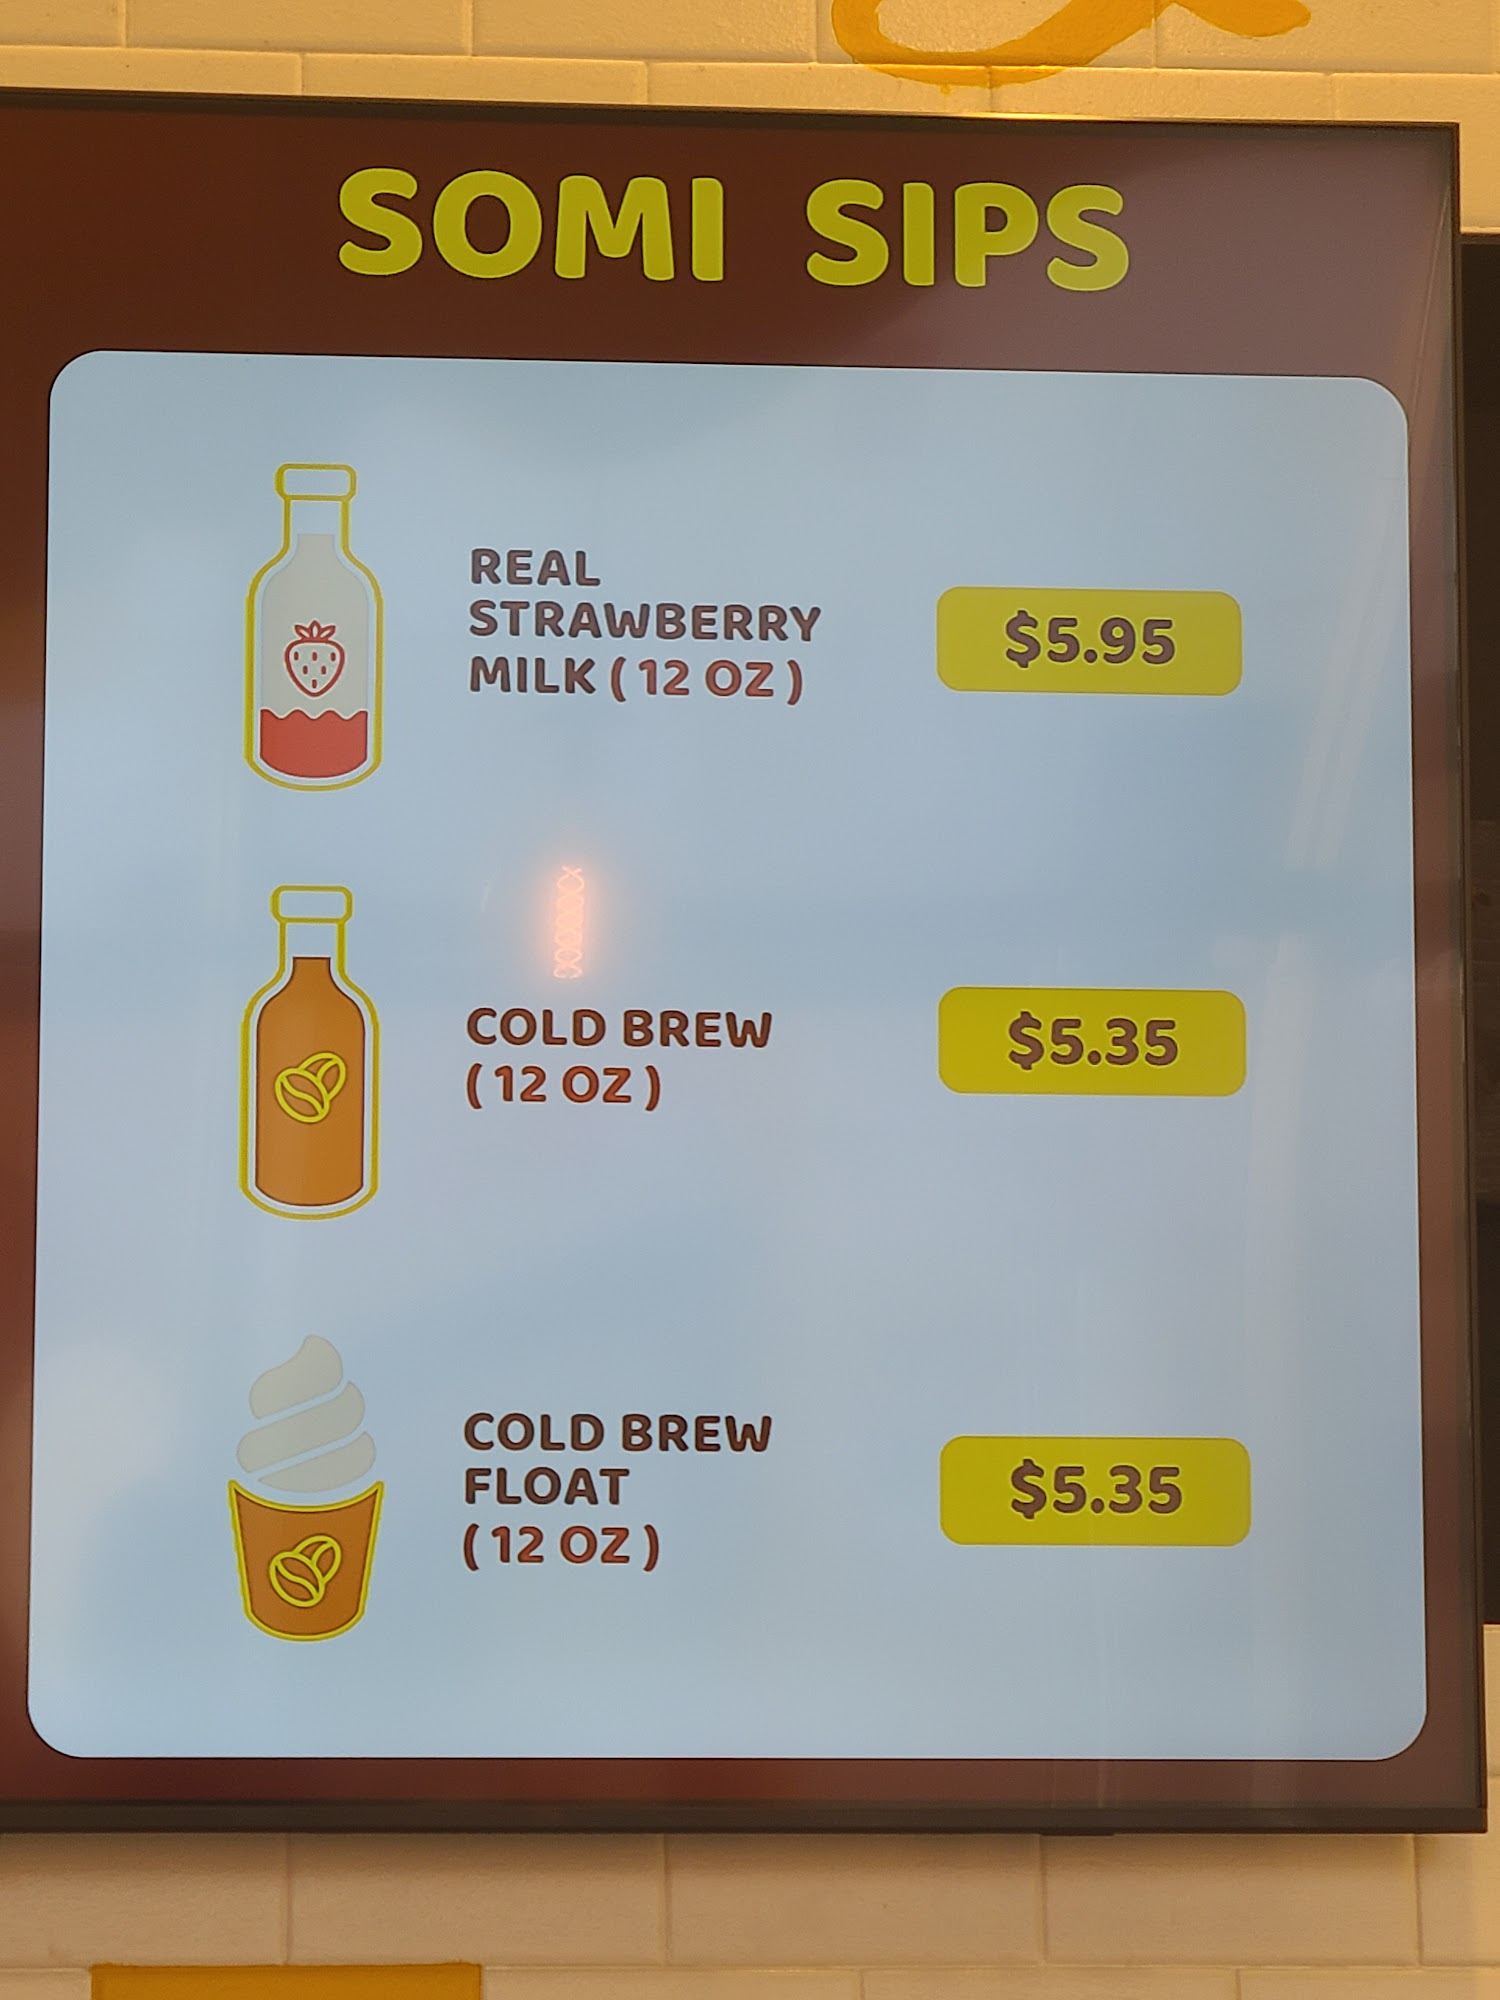 SOMI SIPS
REAL
STRAWBERRY
MILK ( 12 OZ )
$5.95
COLD BREW
( 12 OZ )
$5.35
COLD BREW
FLOAT
( 12 OZ )
$5.35